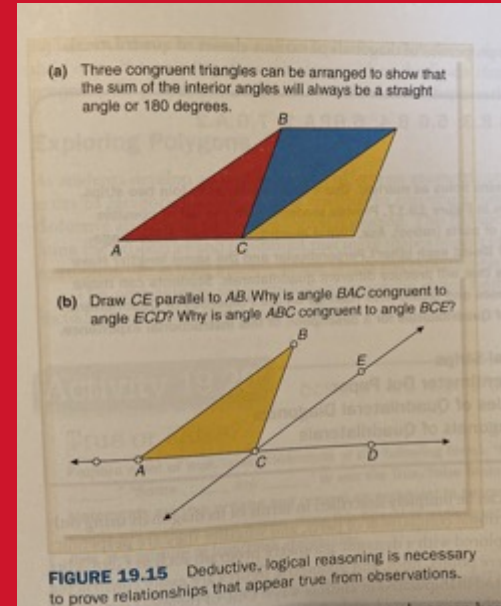 (a) Three congruent triangles can be arranged to show that
the sum of the interior angles will always be a straight
angle or 180 degrees.
B
A
C
(b) Draw CE parallel to AB. Why is angle BAC congruent to
angle ECD? Why is angle ABC congruent to angle BCE?
B
E
A
C
D
FIGURE 19.15 Deductive, logical reasoning is necessary
to prove relationships that appear true from observations.